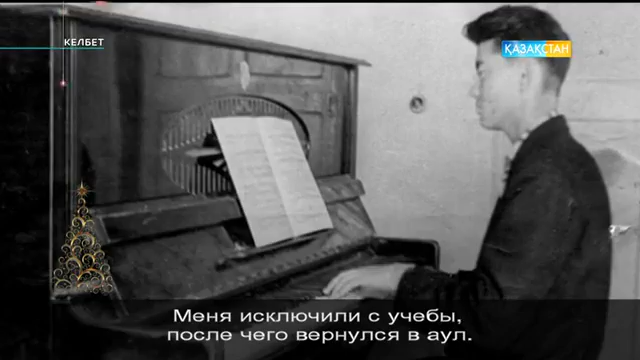 КЕЛБЕТ
ҚАЗАҚСТАН
Меня исключили с учебы,
после чего вернулся в аул.